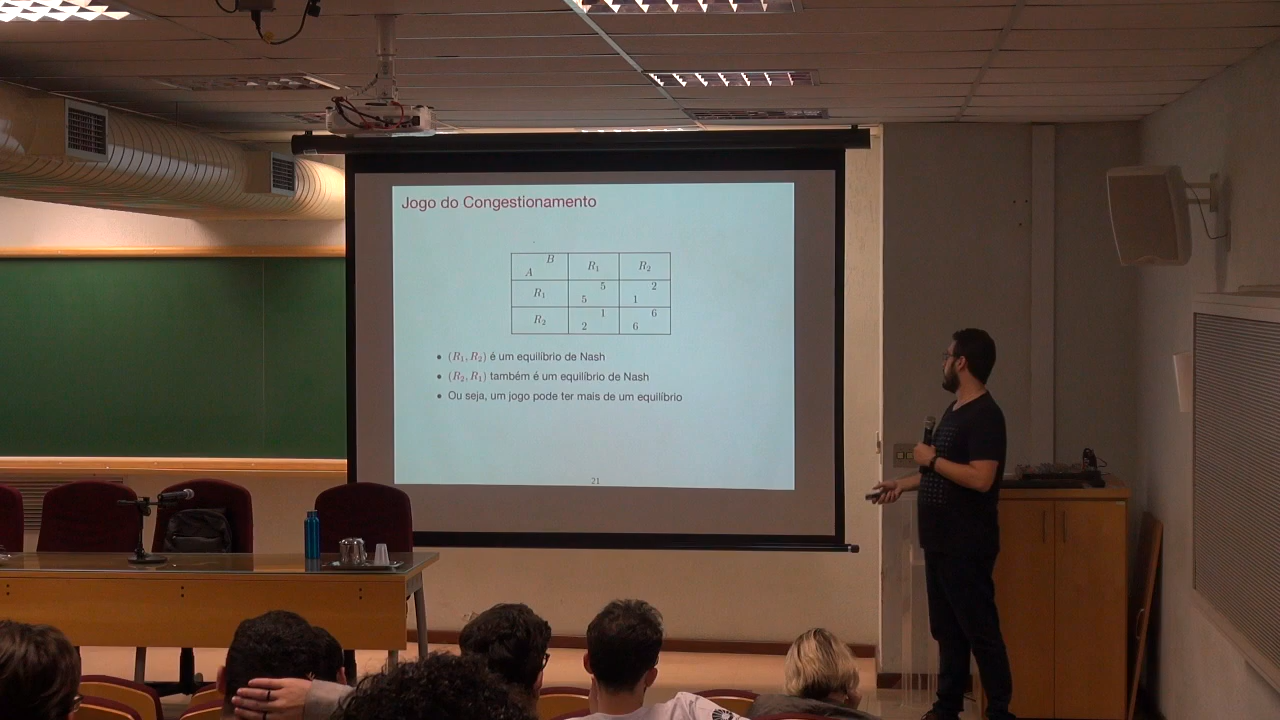 Jogo do Congestionamento
B
A R₁ R₂
5 2
R₁ 5 1
1 6
R₂ 2 6
• (R₁, R₂) é um equilíbrio de Nash
• (R₂, R₁) também é um equilíbrio de Nash
• Ou seja, um jogo pode ter mais de um equilíbrio
21